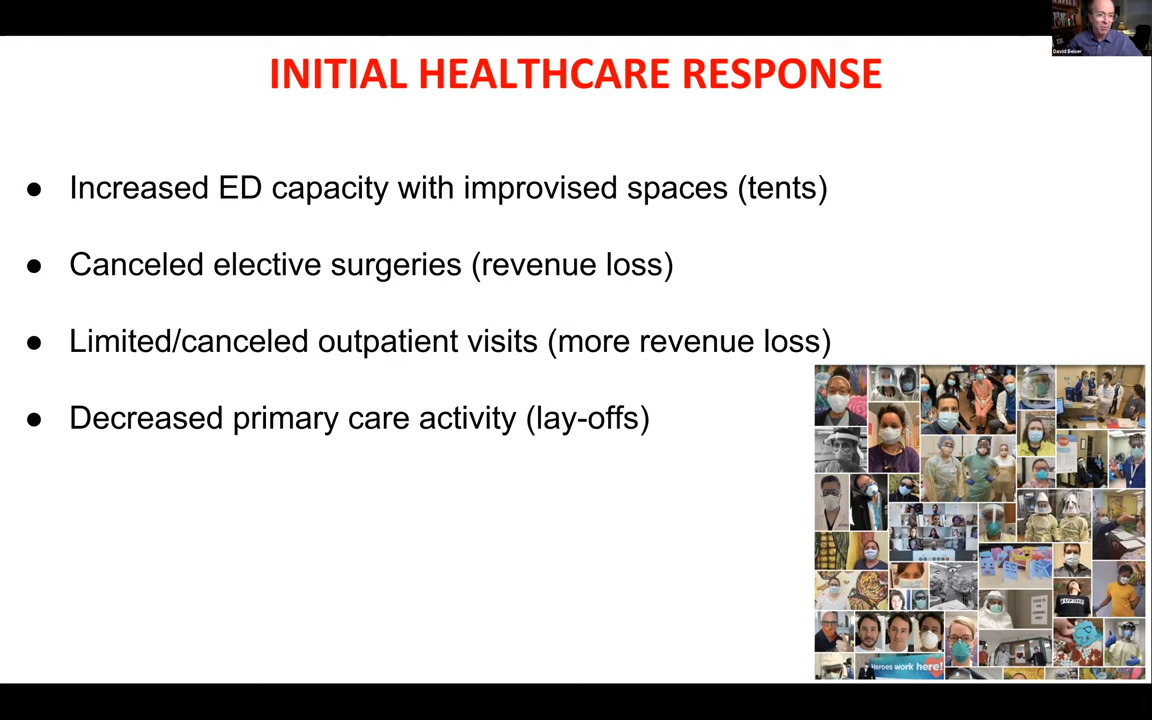 David Beiser
INITIAL HEALTHCARE RESPONSE
● Increased ED capacity with improvised spaces (tents)
● Canceled elective surgeries (revenue loss)
● Limited/canceled outpatient visits (more revenue loss)
● Decreased primary care activity (lay-offs)
Heroes work here!